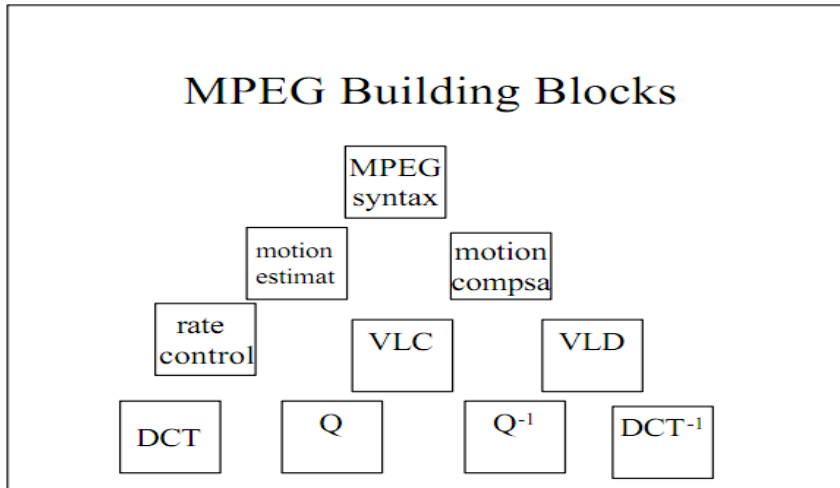 MPEG Building Blocks
MPEG
syntax
motion
estimat
motion
compsa
rate
control
VLC
VLD
DCT
Q
Q⁻¹
DCT⁻¹